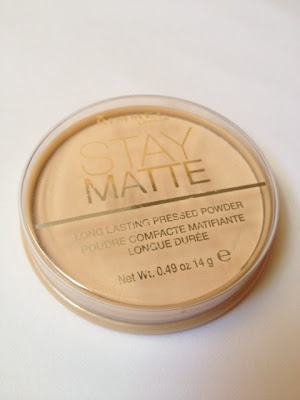 STAY
MATTE
LONG LASTING PRESSED POWDER
POUDRE COMPACTE MATIFIANTE
LONGUE DURÉE
Net Wt. 0.49 oz 14 g ℮